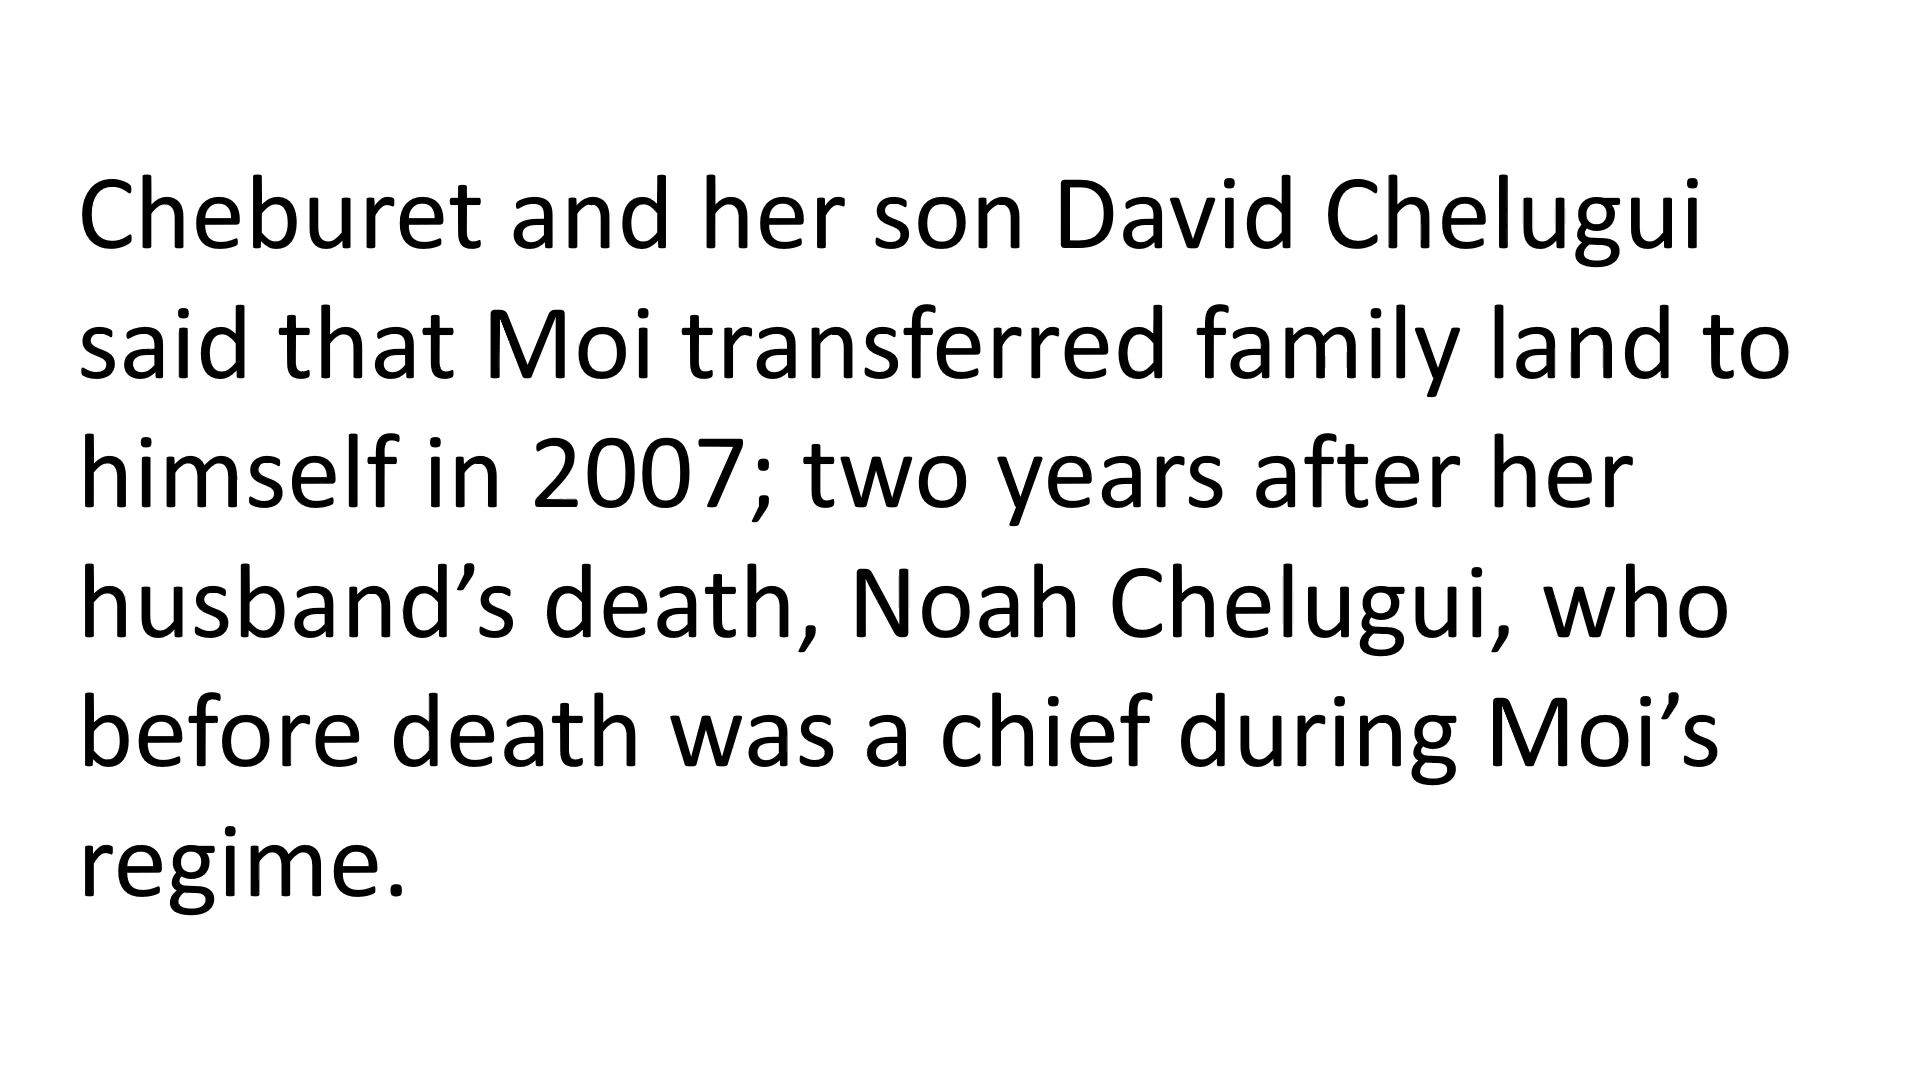 Cheburet and her son David Chelugui
said that Moi transferred family land to
himself in 2007; two years after her
husband’s death, Noah Chelugui, who
before death was a chief during Moi’s
regime.